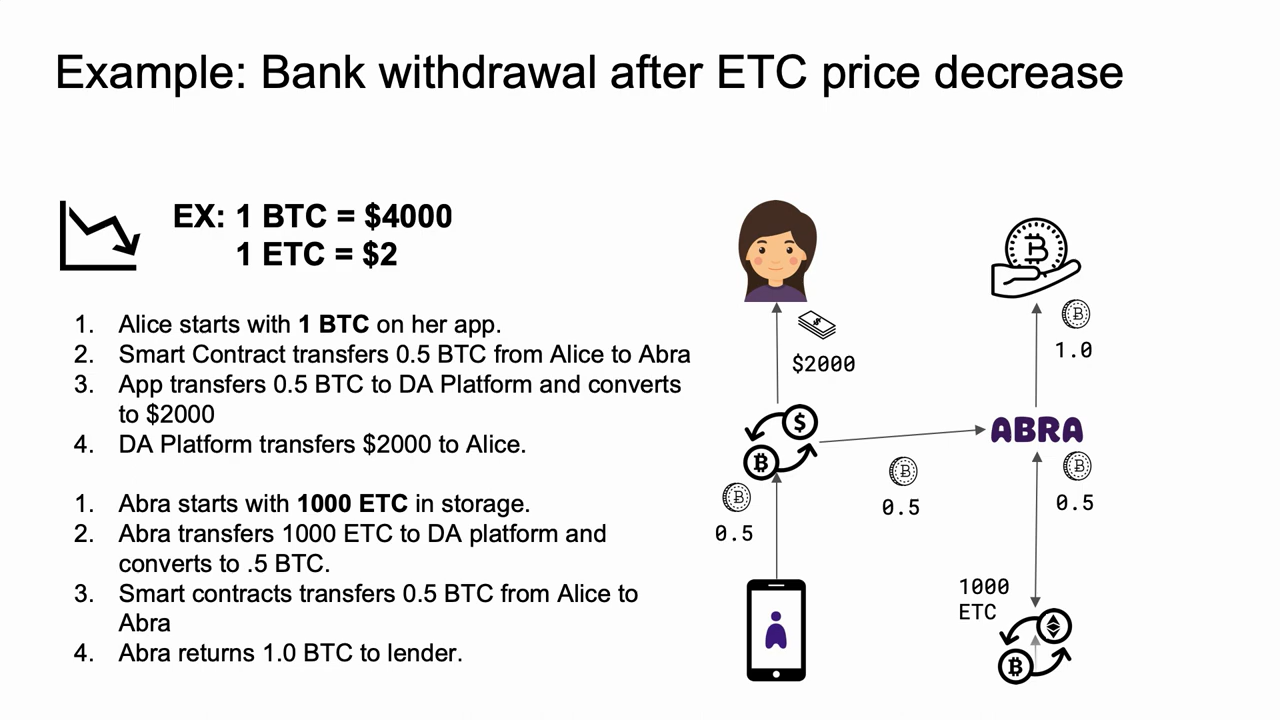 Example: Bank withdrawal after ETC price decrease
EX: 1 BTC = $4000
1 ETC = $2
1. Alice starts with 1 BTC on her app.
2. Smart Contract transfers 0.5 BTC from Alice to Abra
3. App transfers 0.5 BTC to DA Platform and converts
to $2000
4. DA Platform transfers $2000 to Alice.
1. Abra starts with 1000 ETC in storage.
2. Abra transfers 1000 ETC to DA platform and
converts to .5 BTC.
3. Smart contracts transfers 0.5 BTC from Alice to
Abra
4. Abra returns 1.0 BTC to lender.
$2000
1.0
ABRA
0.5
0.5
0.5
1000
ETC